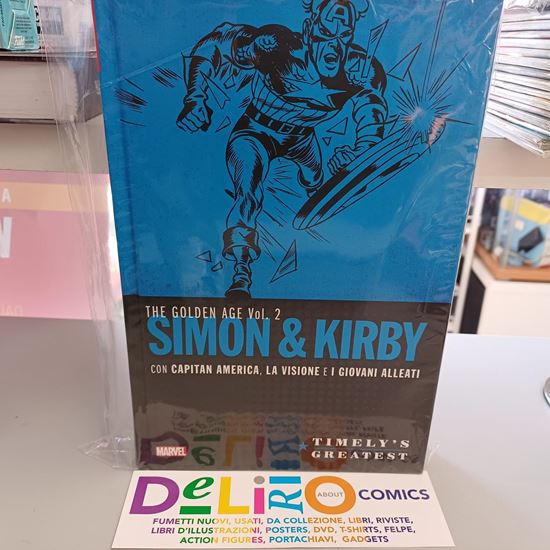 THE GOLDEN AGE Vol. 2
SIMON & KIRBY
CON CAPITAN AMERICA, LA VISIONE E I GIOVANI ALLEATI
MARVEL
TIMELY'S
GREATEST
DeLiRiO
ABOUT
COMICS
FUMETTI NUOVI, USATI, DA COLLEZIONE, LIBRI, RIVISTE,
LIBRI D'ILLUSTRAZIONI, POSTERS, DVD, T-SHIRTS, FELPE,
ACTION FIGURES, PORTACHIAVI, GADGETS